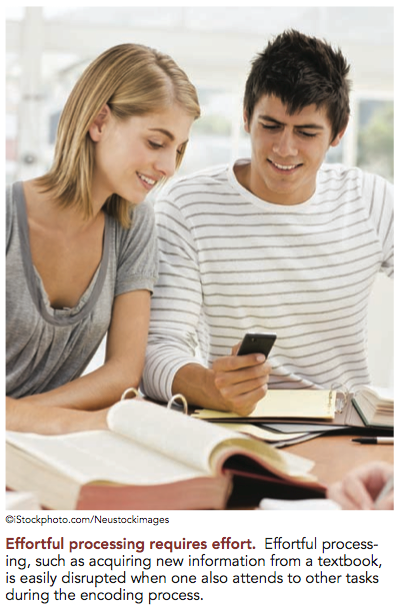 ©iStockphoto.com/Neustockimages
Effortful processing requires effort. Effortful process-
ing, such as acquiring new information from a textbook,
is easily disrupted when one also attends to other tasks
during the encoding process.